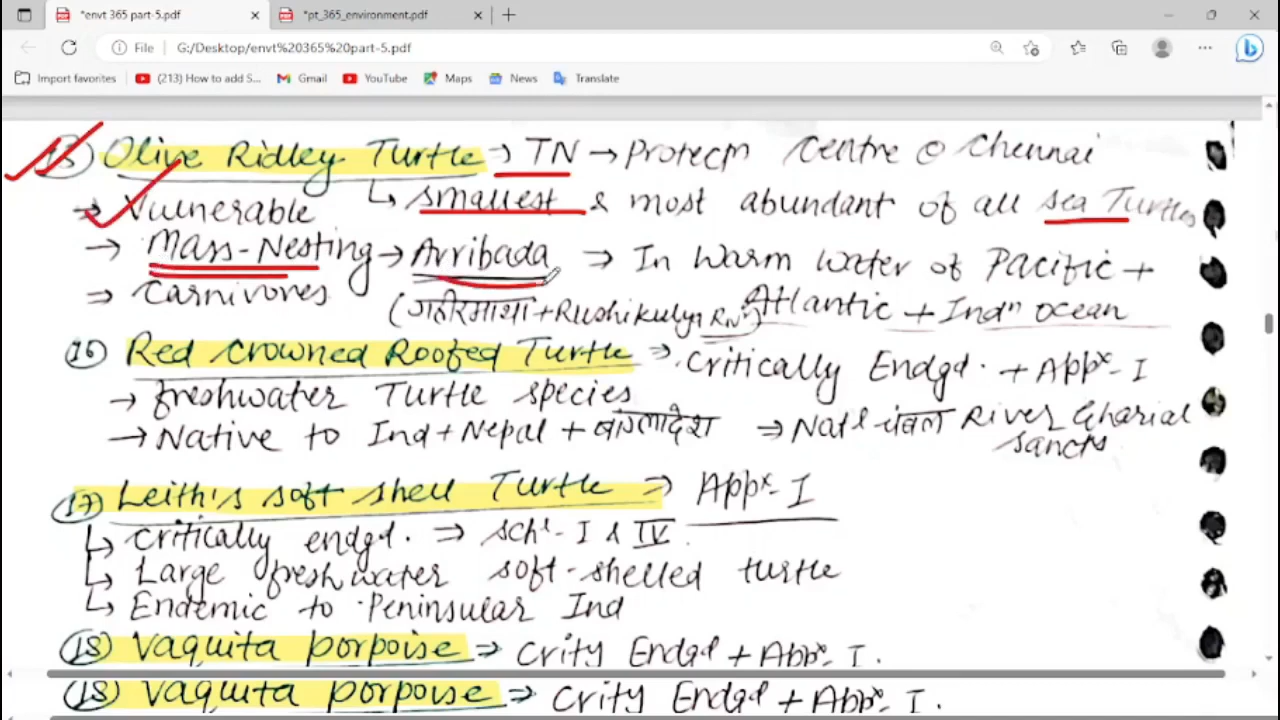 *envt 365 part-5.pdf
*pt_365_environment.pdf
File G:/Desktop/envt%20365%20part-5.pdf
Import favorites (213) How to add S... Gmail YouTube Maps News Translate
15) Olive Ridley Turtle → TN → Protectn Centre @ Chennai
→ Vulnerable ↳ smallest & most abundant of all sea Turtles
→ Mass-Nesting → Arribada ⇒ In warm water of Pacific +
⇒ Carnivores (गहिरमाथा + Rushikulya Rn) Atlantic + Indn ocean
16) Red Crowned Roofed Turtle ⇒ Critically Endgd. + Appx-I
→ freshwater Turtle species
→ Native to Ind + Nepal + बांग्लादेश ⇒ Natl चंबल River Gharial
Sancty
17) Leith's soft shell Turtle ⇒ Appx-I
↳ Critically endgd. ⇒ schl-I & IV
↳ Large freshwater soft-shelled turtle
↳ Endemic to Peninsular Ind
18) Vaquita porpoise ⇒ Crity Endgd + Appx-I.
18) Vaquita porpoise ⇒ Crity Endgd + Appx-I.